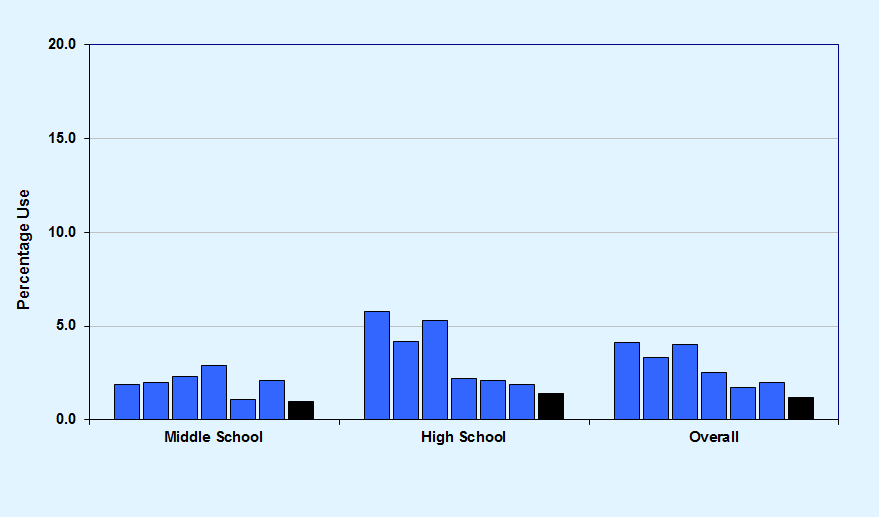 20.0
15.0
10.0
5.0
0.0
Percentage Use
Middle School
High School
Overall